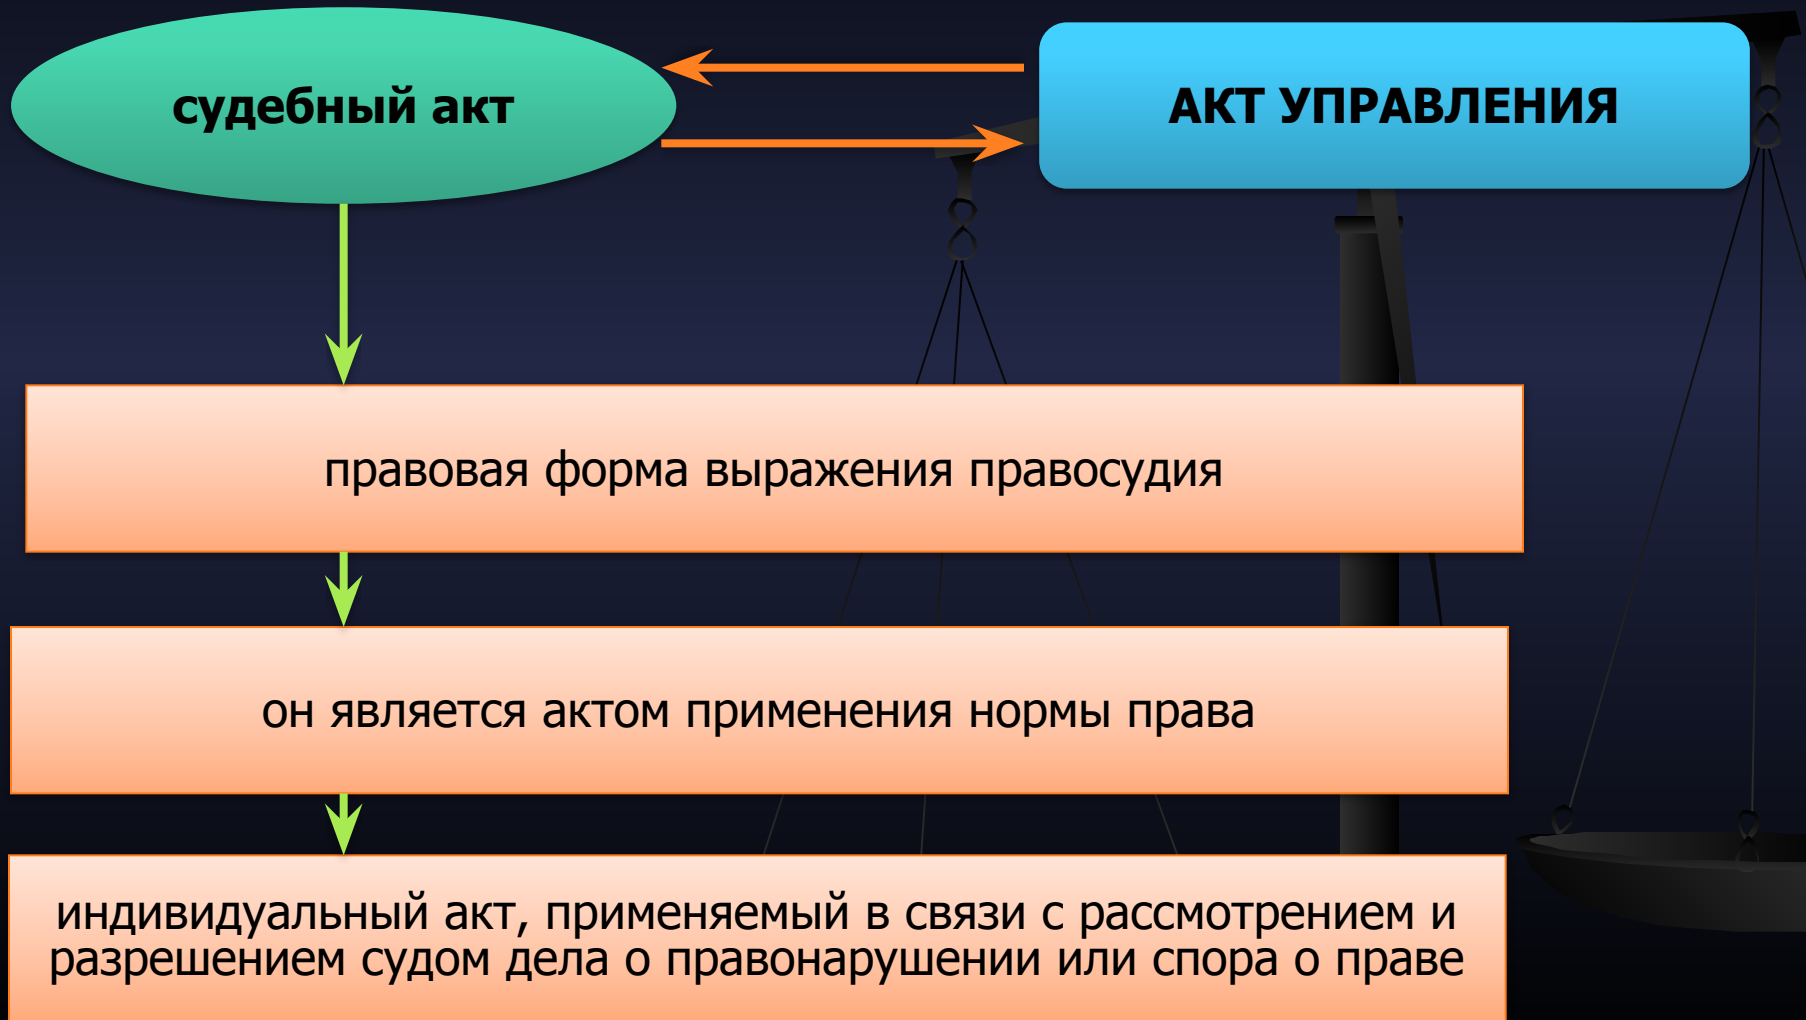 судебный акт
АКТ УПРАВЛЕНИЯ
правовая форма выражения правосудия
он является актом применения нормы права
индивидуальный акт, применяемый в связи с рассмотрением и
разрешением судом дела о правонарушении или спора о праве